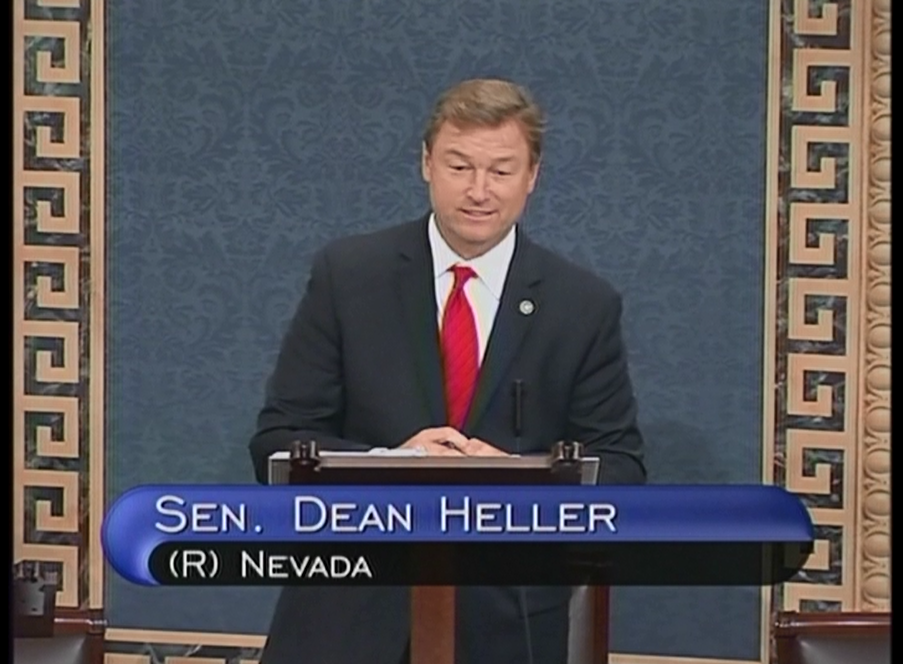 SEN. DEAN HELLER
(R) NEVADA